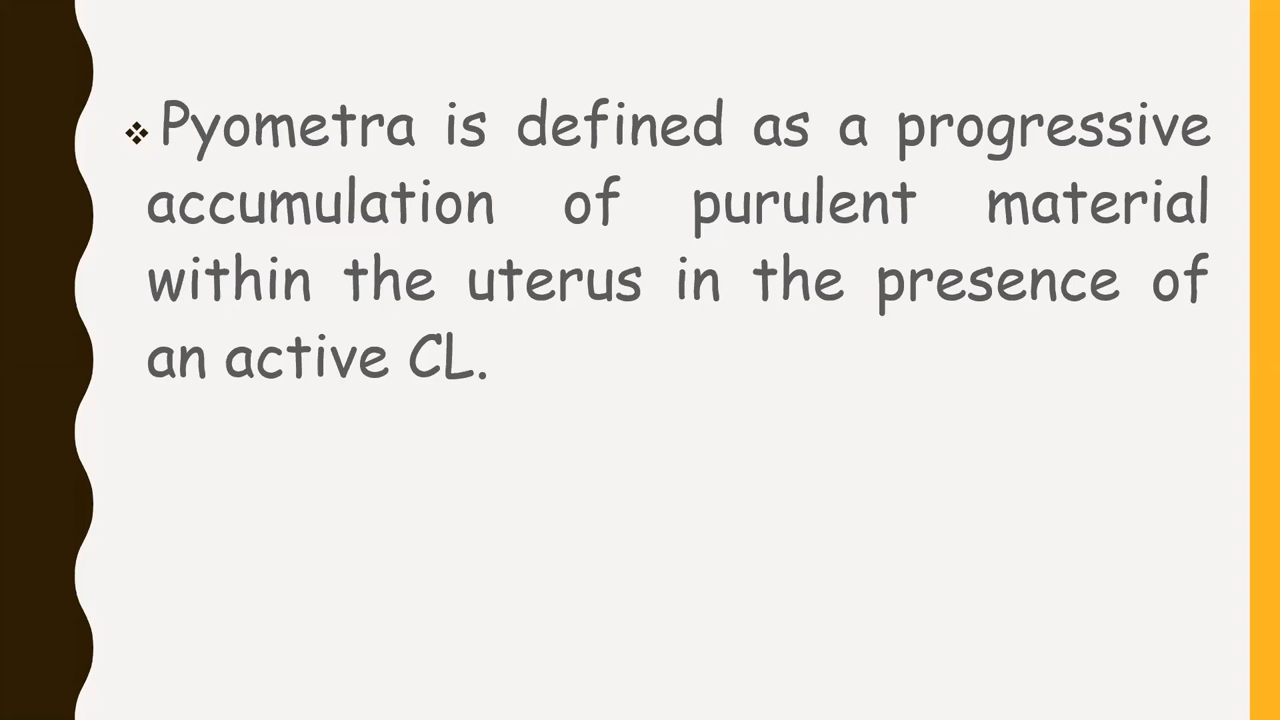 ❖Pyometra is defined as a progressive
accumulation of purulent material
within the uterus in the presence of
an active CL.